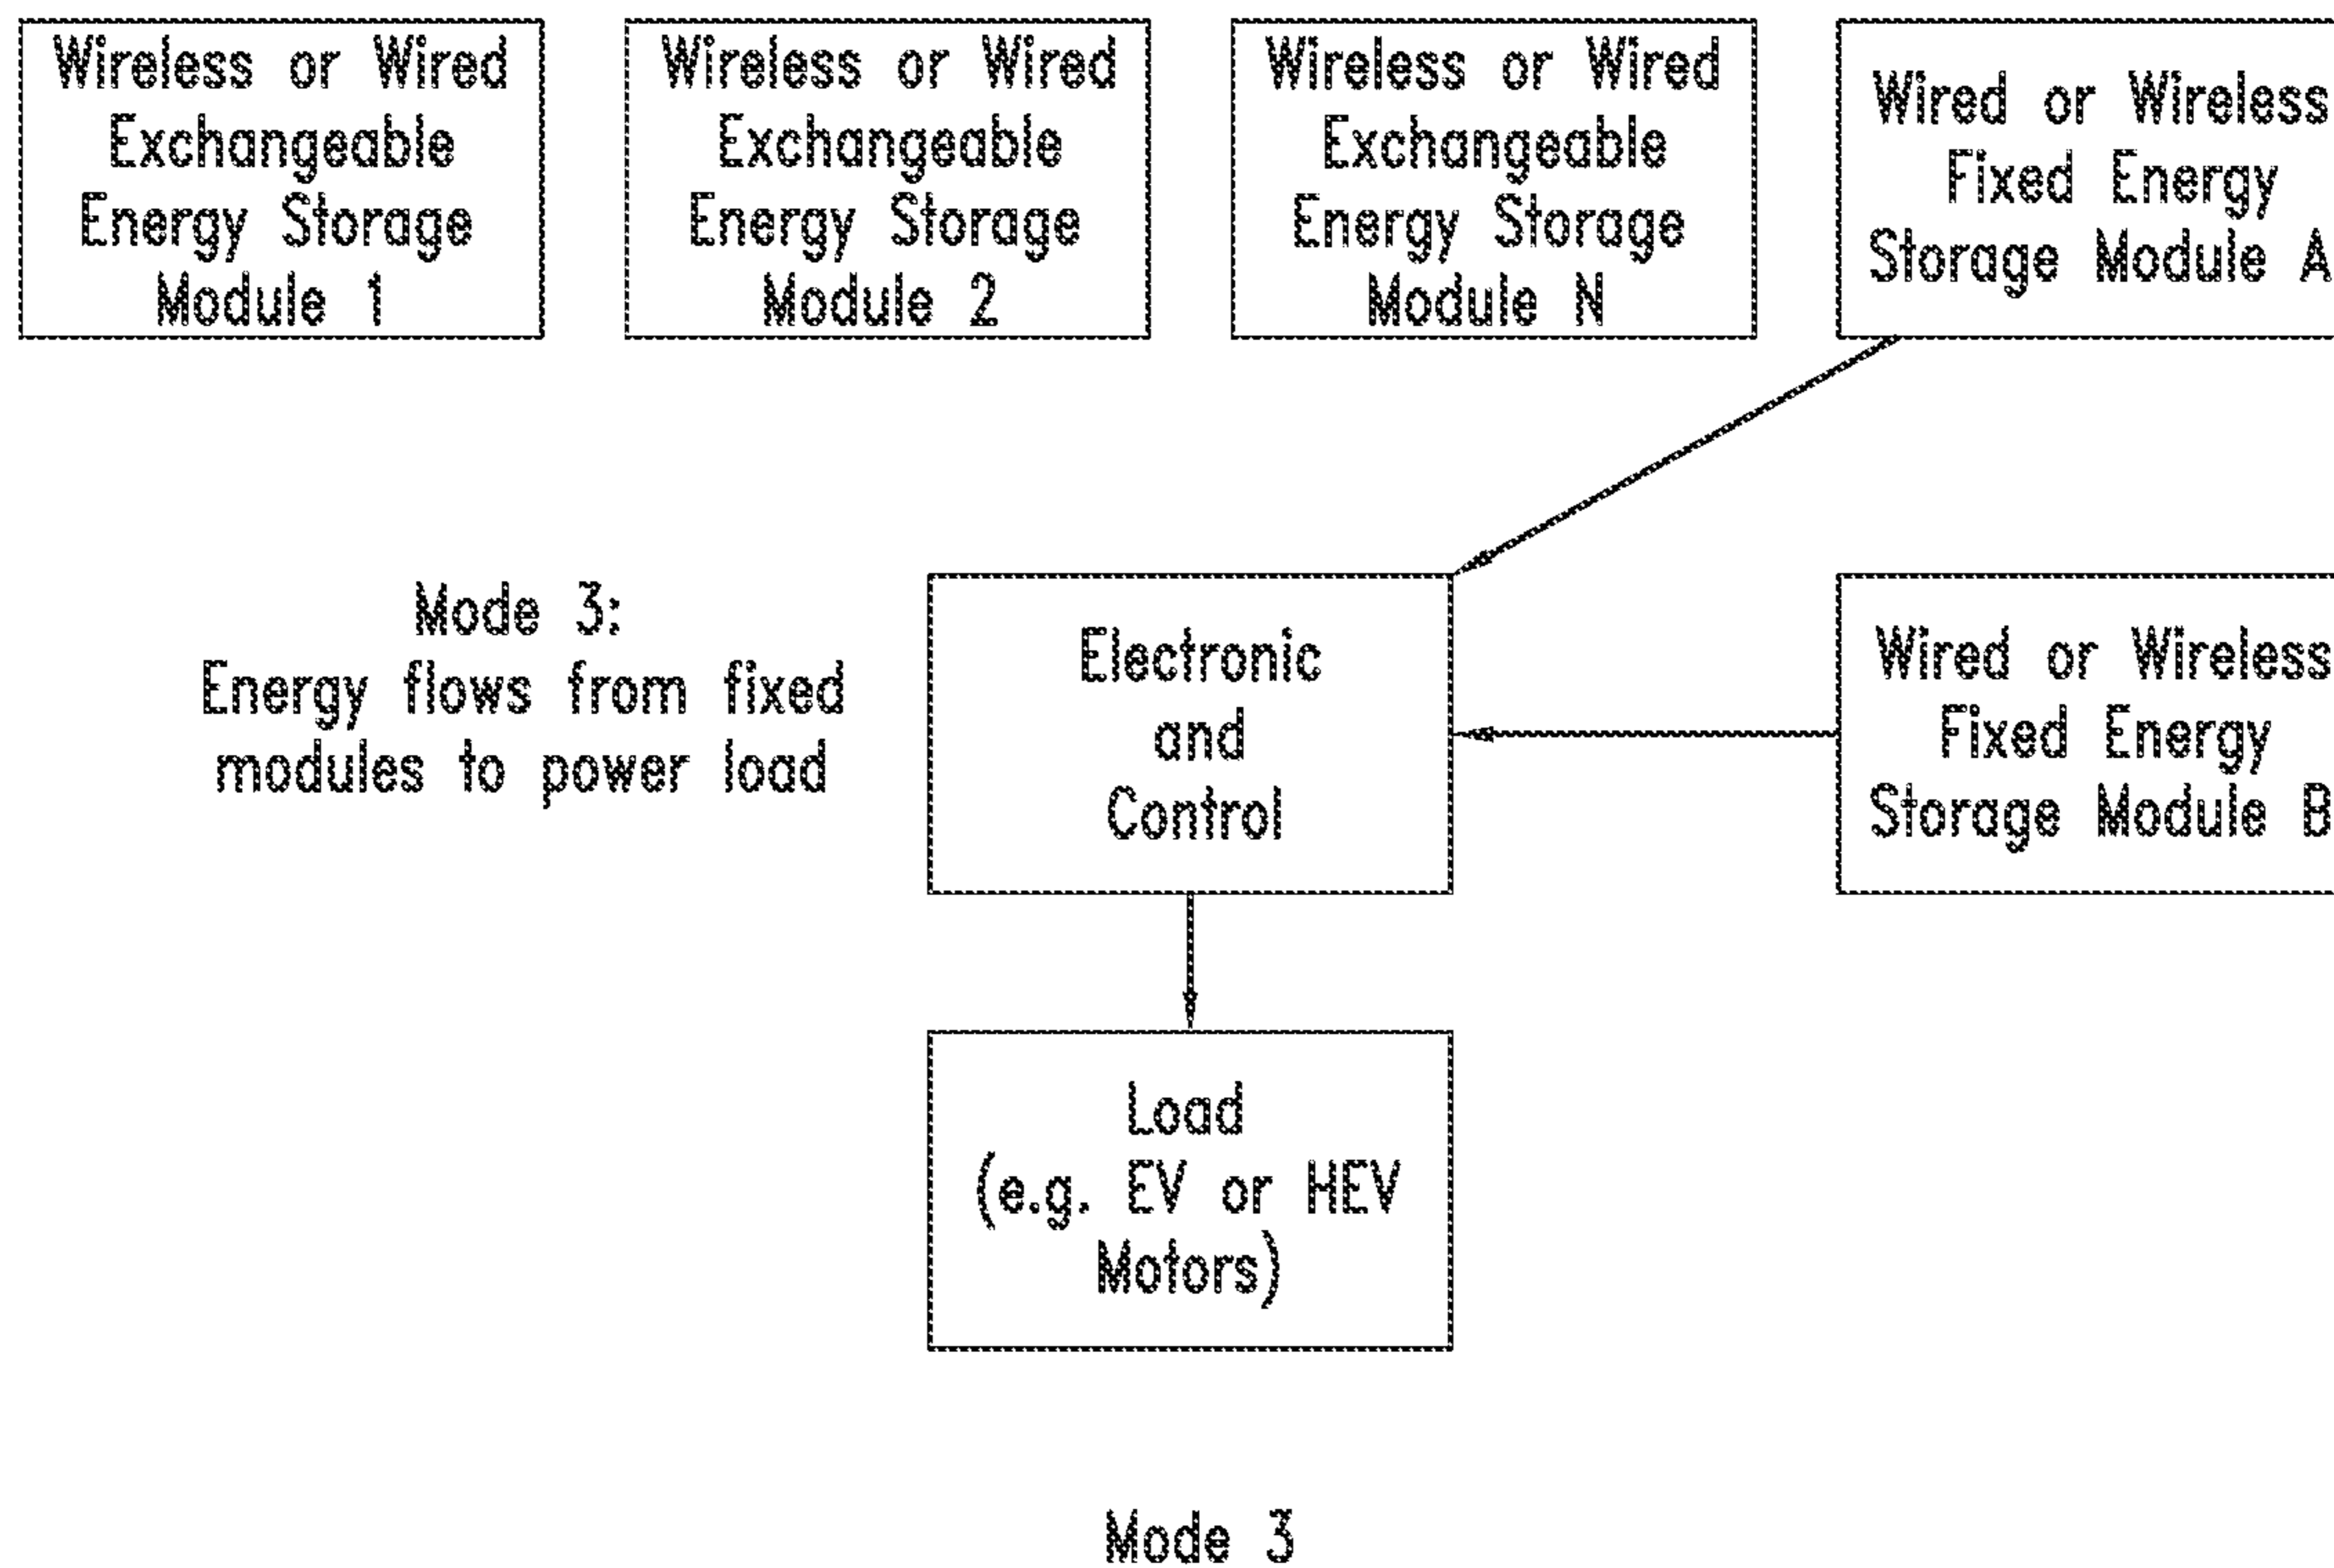 Wireless or Wired
Exchangeable
Energy Storage
Module 1
Wireless or Wired
Exchangeable
Energy Storage
Module 2
Wireless or Wired
Exchangeable
Energy Storage
Module N
Wired or Wireless
Fixed Energy
Storage Module A
Mode 3:
Energy flows from fixed
modules to power load
Electronic
and
Control
Wired or Wireless
Fixed Energy
Storage Module B
Load
(e.g. EV or HEV
Motors)
Mode 3